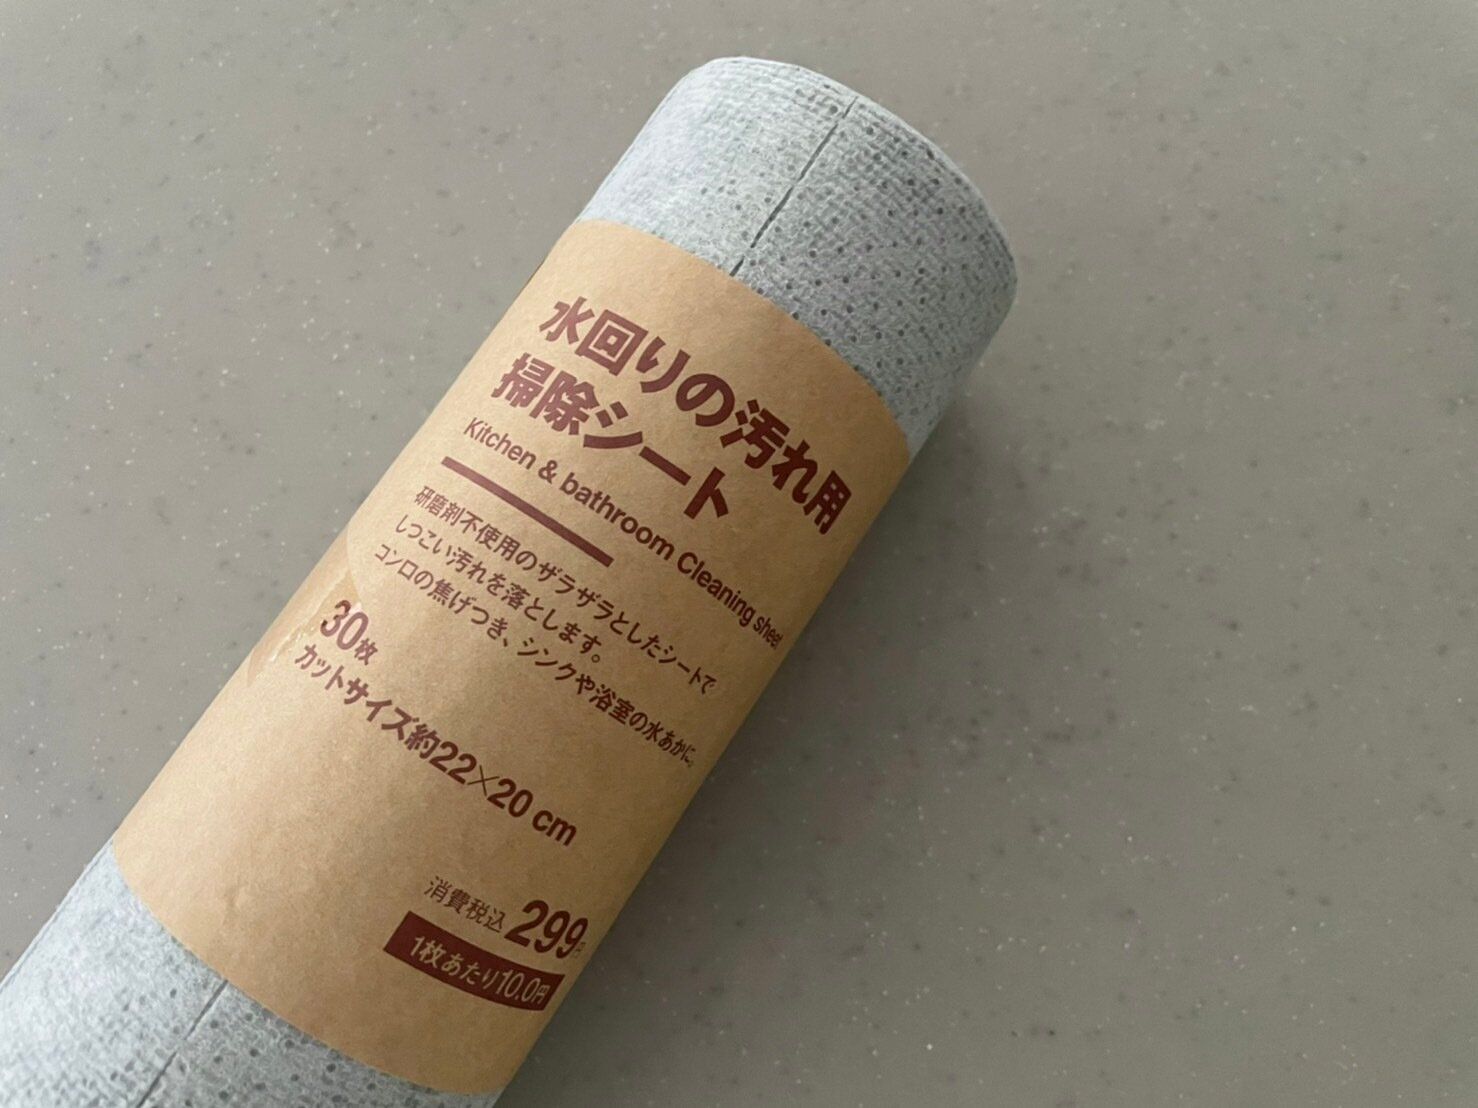 水回りの汚れ用
掃除シート
Kitchen & bathroom Cleaning sheet
研磨剤不使用のザラザラとしたシートで
しつこい汚れを落とします。
コンロの焦げつき、シンクや浴室の水あかに。
30枚
カットサイズ約22×20 cm
消費税込 299円
1枚あたり10.0円